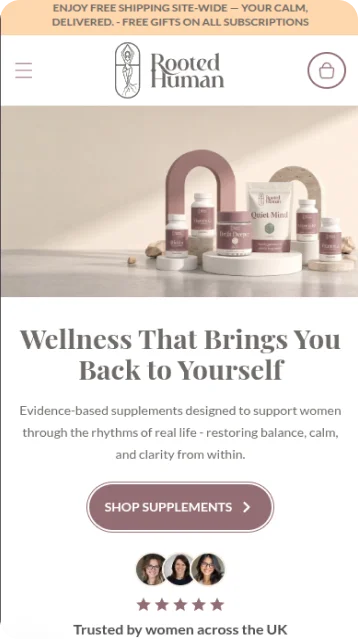 ENJOY FREE SHIPPING SITE-WIDE — YOUR CALM,
DELIVERED. - FREE GIFTS ON ALL SUBSCRIPTIONS
Rooted
Human
Rooted
Human
Quiet Mind
Wellness That Brings You
Back to Yourself
Evidence-based supplements designed to support women
through the rhythms of real life - restoring balance, calm,
and clarity from within.
SHOP SUPPLEMENTS
Trusted by women across the UK